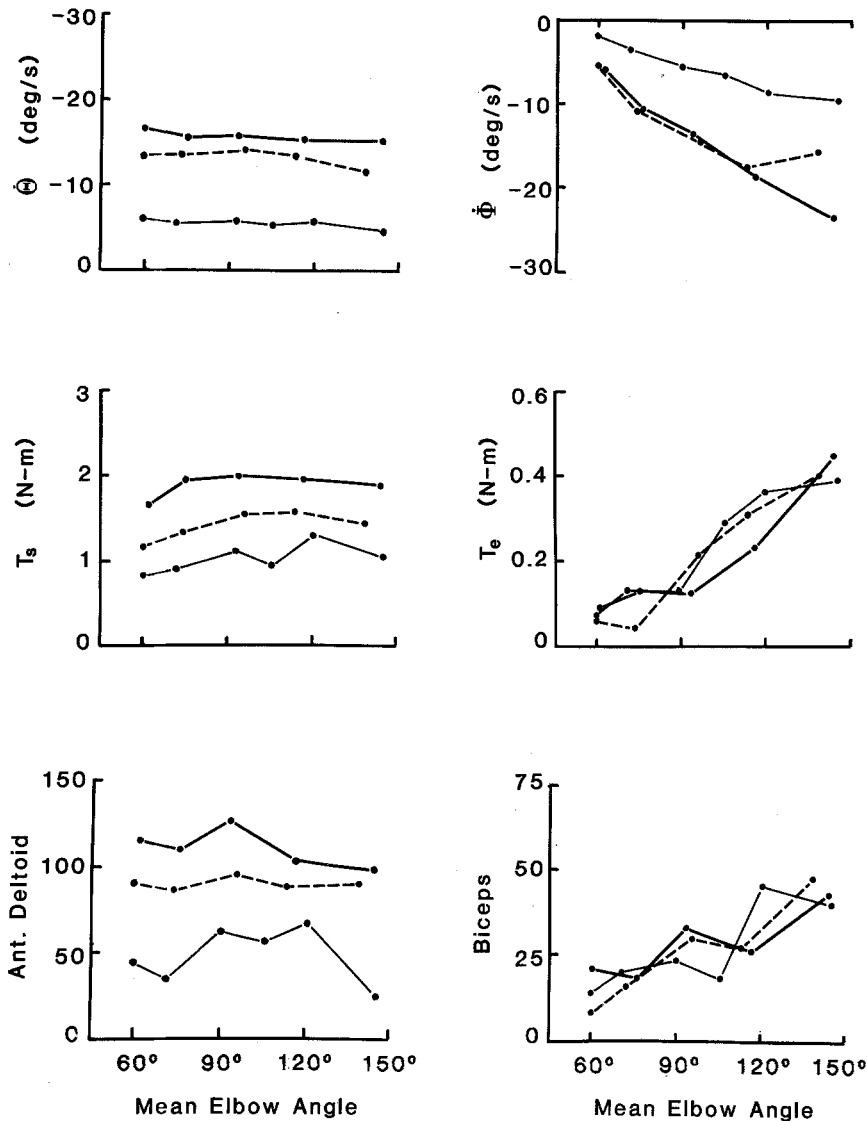 -30
-20
-10
0
Θ̇ (deg/s)
0
-10
-20
-30
Φ̇ (deg/s)
3
2
1
0
Ts (N-m)
0.6
0.4
0.2
0
Te (N-m)
150
100
50
0
Ant. Deltoid
60° 90° 120° 150°
Mean Elbow Angle
75
50
25
0
Biceps
60° 90° 120° 150°
Mean Elbow Angle